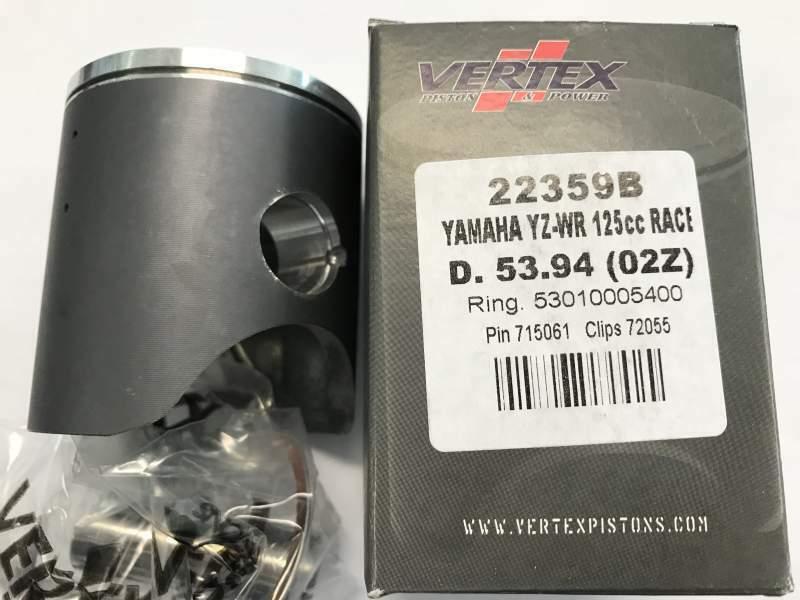 VERTEX
PISTON & POWER
22359B
YAMAHA YZ-WR 125cc RACE
D. 53.94 (02Z)
Ring. 53010005400
Pin 715061 Clips 72055
WWW.VERTEXPISTONS.COM
VER